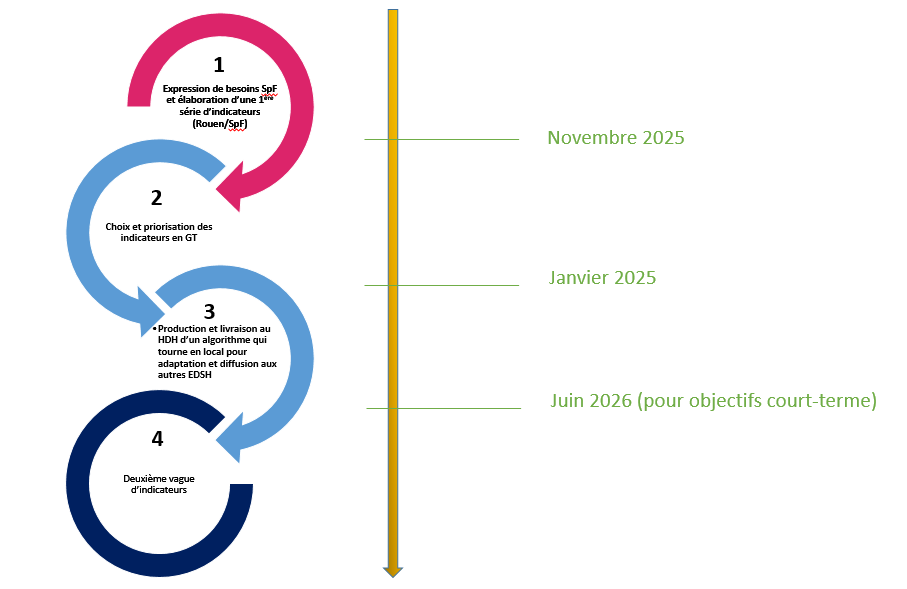 1
Expression de besoins SpF
et élaboration d'une 1ère
série d'indicateurs
(Rouen/SpF)
Novembre 2025
2
Choix et priorisation des
indicateurs en GT
Janvier 2025
3
•Production et livraison au
HDH d'un algorithme qui
tourne en local pour
adaptation et diffusion aux
autres EDSH
Juin 2026 (pour objectifs court-terme)
4
Deuxième vague
d'indicateurs